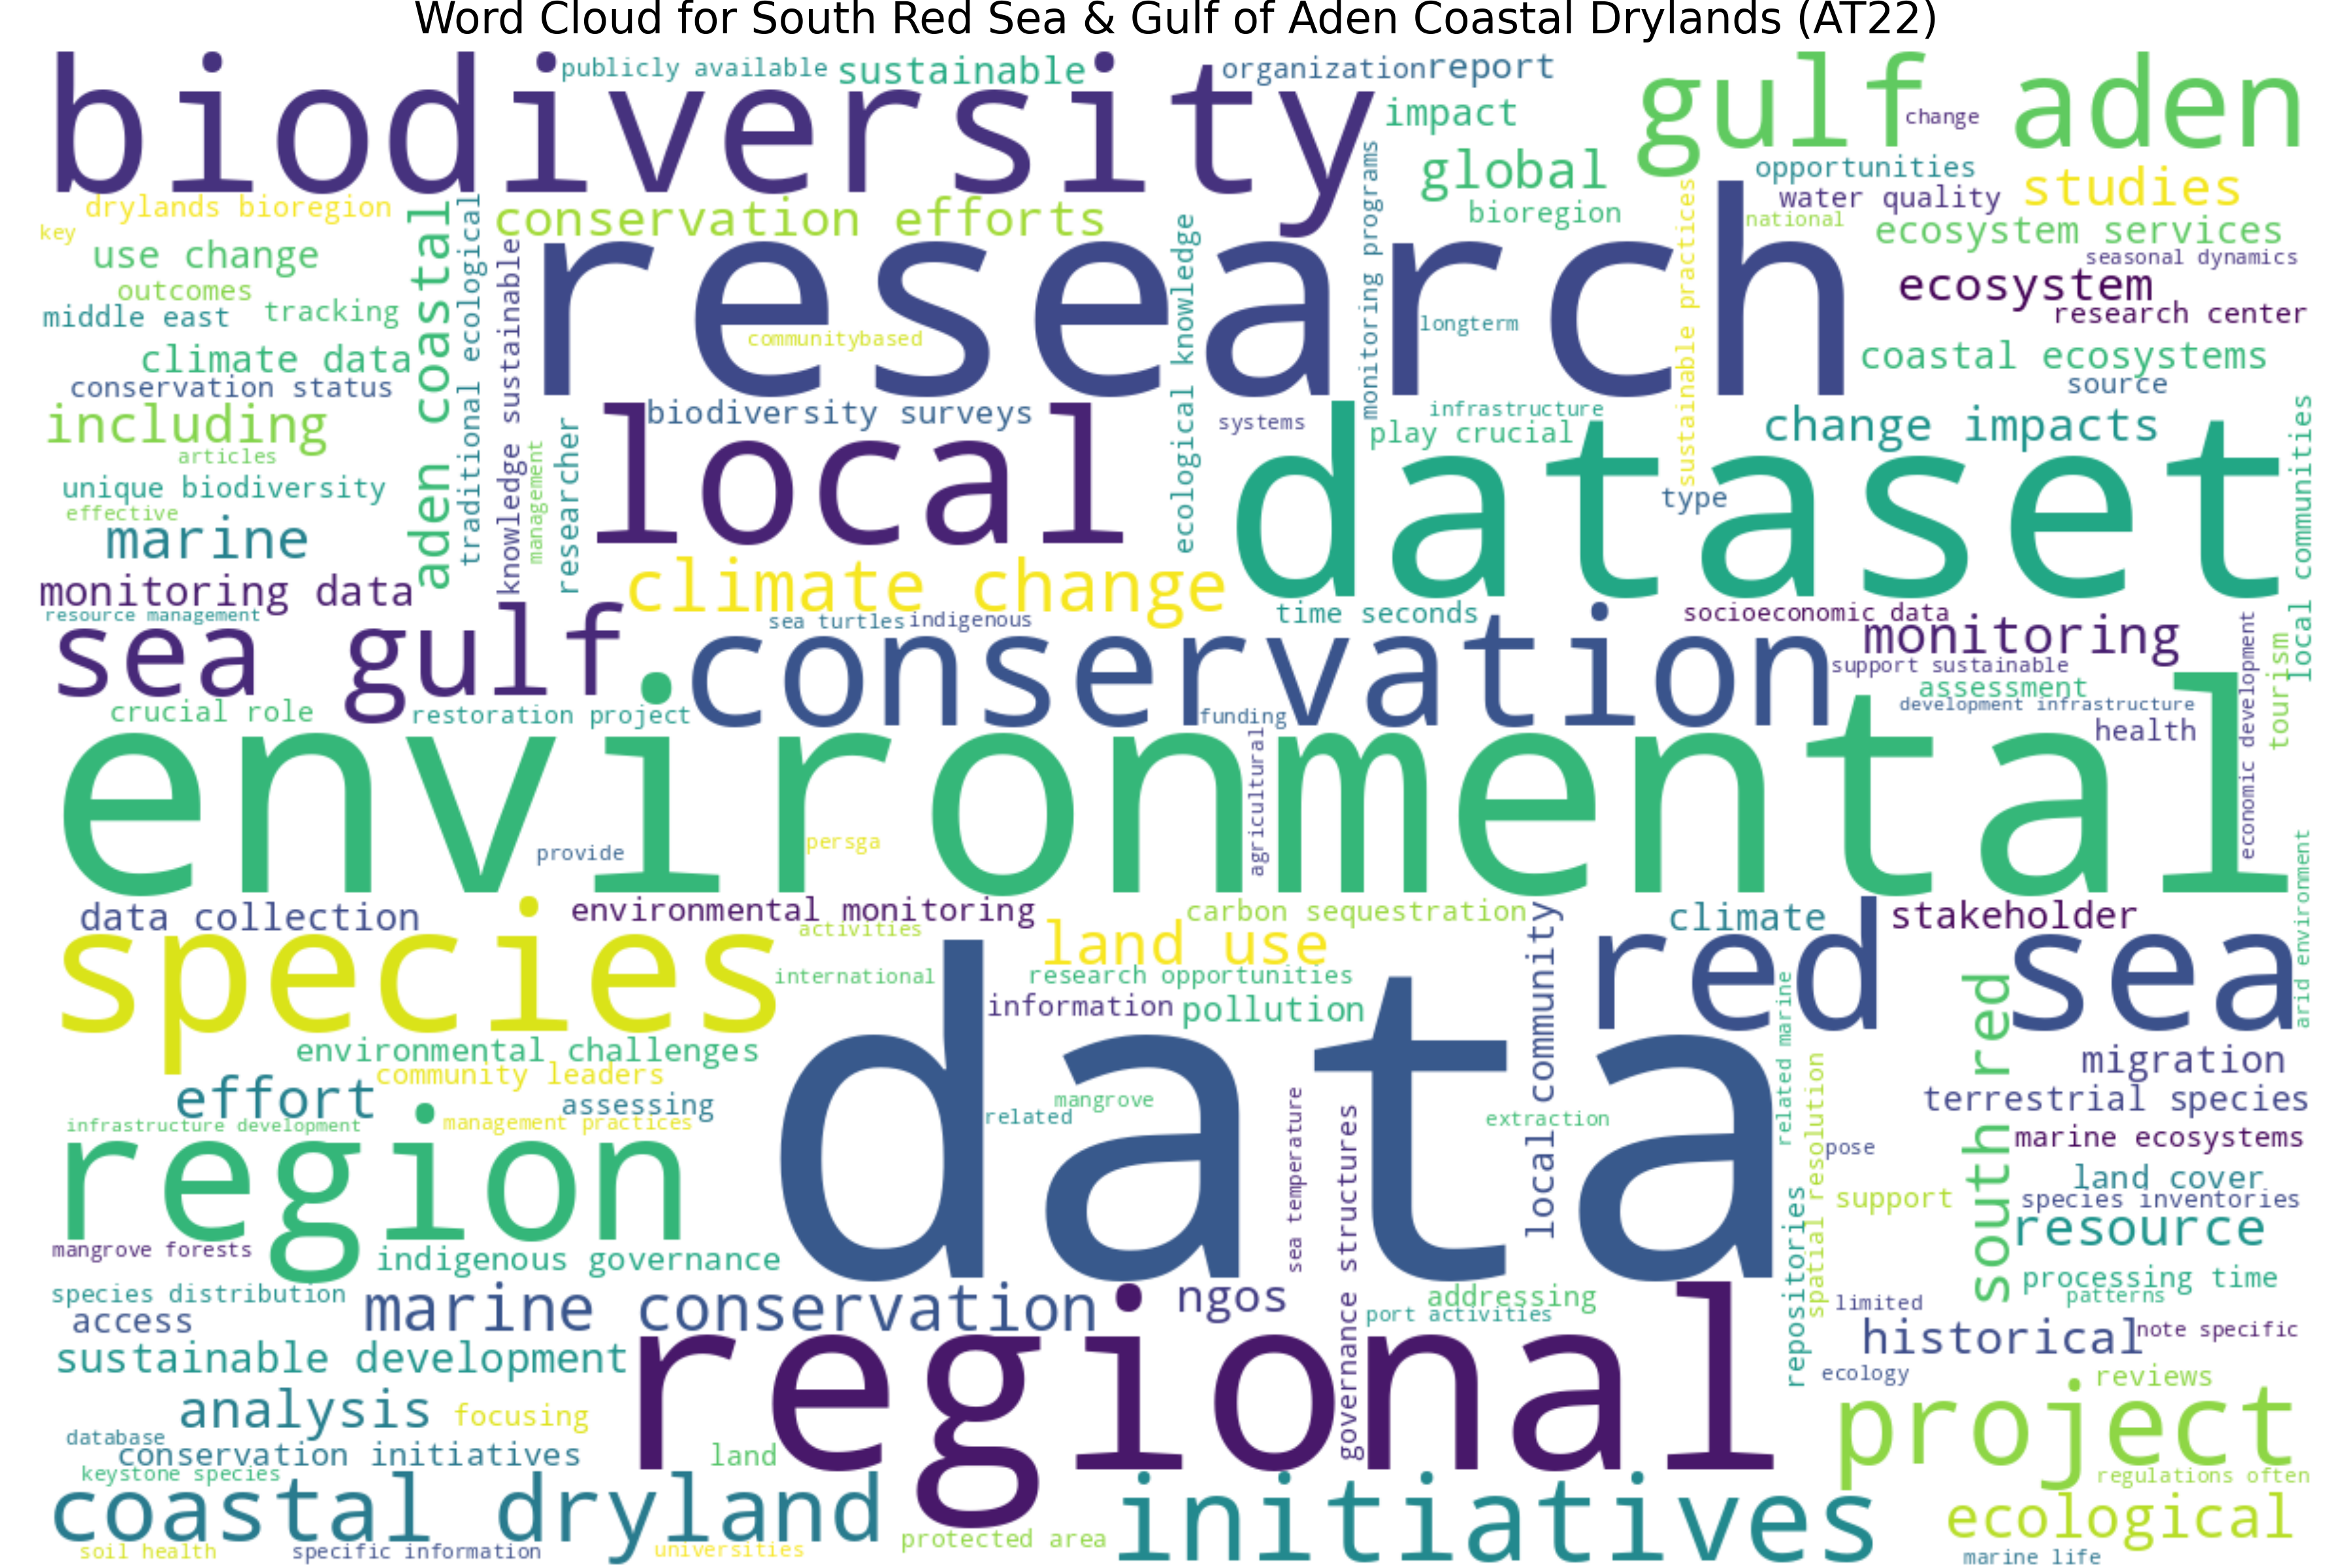 Word Cloud for South Red Sea & Gulf of Aden Coastal Drylands (AT22)
biodiversity
publicly available
sustainable
organization
report
impact
gulf aden
change
global
bioregion
opportunities
water quality
studies
national
ecosystem services
seasonal dynamics
ecosystem
research center
coastal ecosystems
source
drylands bioregion
key
use change
outcomes
middle east
tracking
climate data
conservation status
including
articles
unique biodiversity
effective
marine
monitoring data
resource management
aden coastal
traditional ecological
knowledge sustainable
management
researcher
conservation efforts
research
communitybased
longterm
ecological knowledge
monitoring programs
sustainable practices
local
biodiversity surveys
systems
infrastructure
play crucial
type
change impacts
dataset
local communities
climate change
time seconds
socioeconomic data
monitoring
sea turtles
indigenous
sea gulf
conservation
support sustainable
assessment
development infrastructure
health
economic development
tourism
crucial role
restoration project
funding
environmental
agricultural
persga
provide
arid environment
data collection
environmental monitoring
activities
carbon sequestration
land use
climate
stakeholder
species
international
research opportunities
information
pollution
local community
red sea
related marine
south red
environmental challenges
community leaders
effort
assessing
infrastructure development
management practices
region
data
related
mangrove
extraction
sea temperature
governance structures
spatial resolution
repositories
pose
support
migration
terrestrial species
marine ecosystems
land cover
species inventories
resource
processing time
patterns
mangrove forests
indigenous governance
species distribution
access
marine conservation
ngos
addressing
port activities
limited
historical
note specific
ecology
reviews
sustainable development
regional
analysis
focusing
database
conservation initiatives
land
keystone species
project
regulations often
coastal dryland
initiatives
ecological
protected area
soil health
specific information
universities
marine life